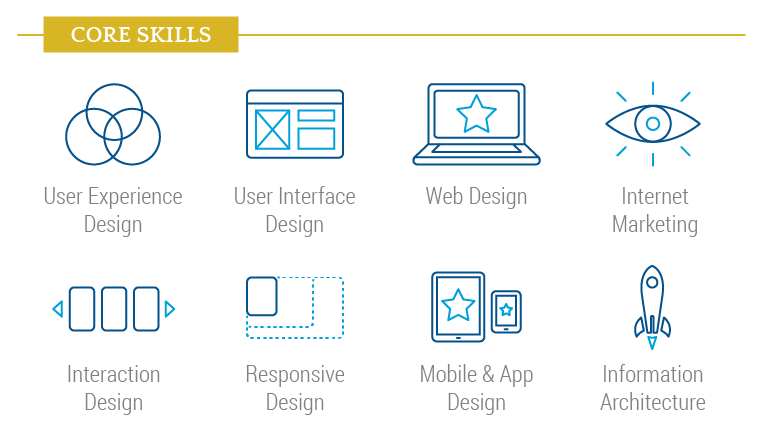 CORE SKILLS
User Experience
Design
User Interface
Design
Web Design
Internet
Marketing
Interaction
Design
Responsive
Design
Mobile & App
Design
Information
Architecture